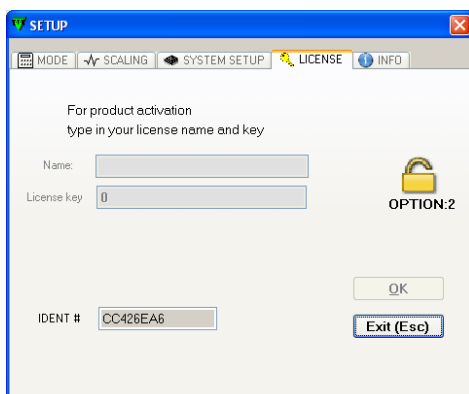 SETUP
MODE SCALING SYSTEM SETUP LICENSE INFO
For product activation
type in your license name and key
Name:
License key 0
OPTION:2
OK
IDENT # CC426EA6
Exit (Esc)